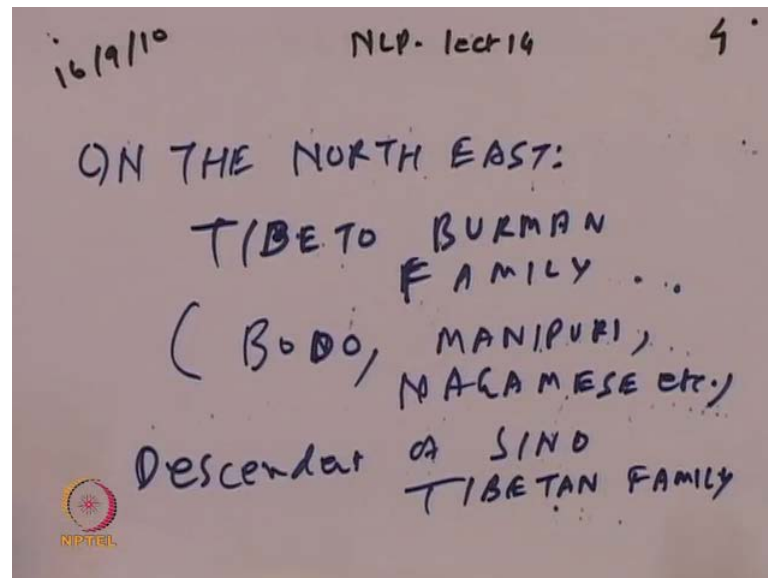 16/9/10 NLP- lect 14 4
ON THE NORTH EAST:
TIBETO BURMAN
FAMILY ...
( BODO, MANIPURI,
NAGAMESE etc.,
Descendat of SINO
TIBETAN FAMILY
NPTEL